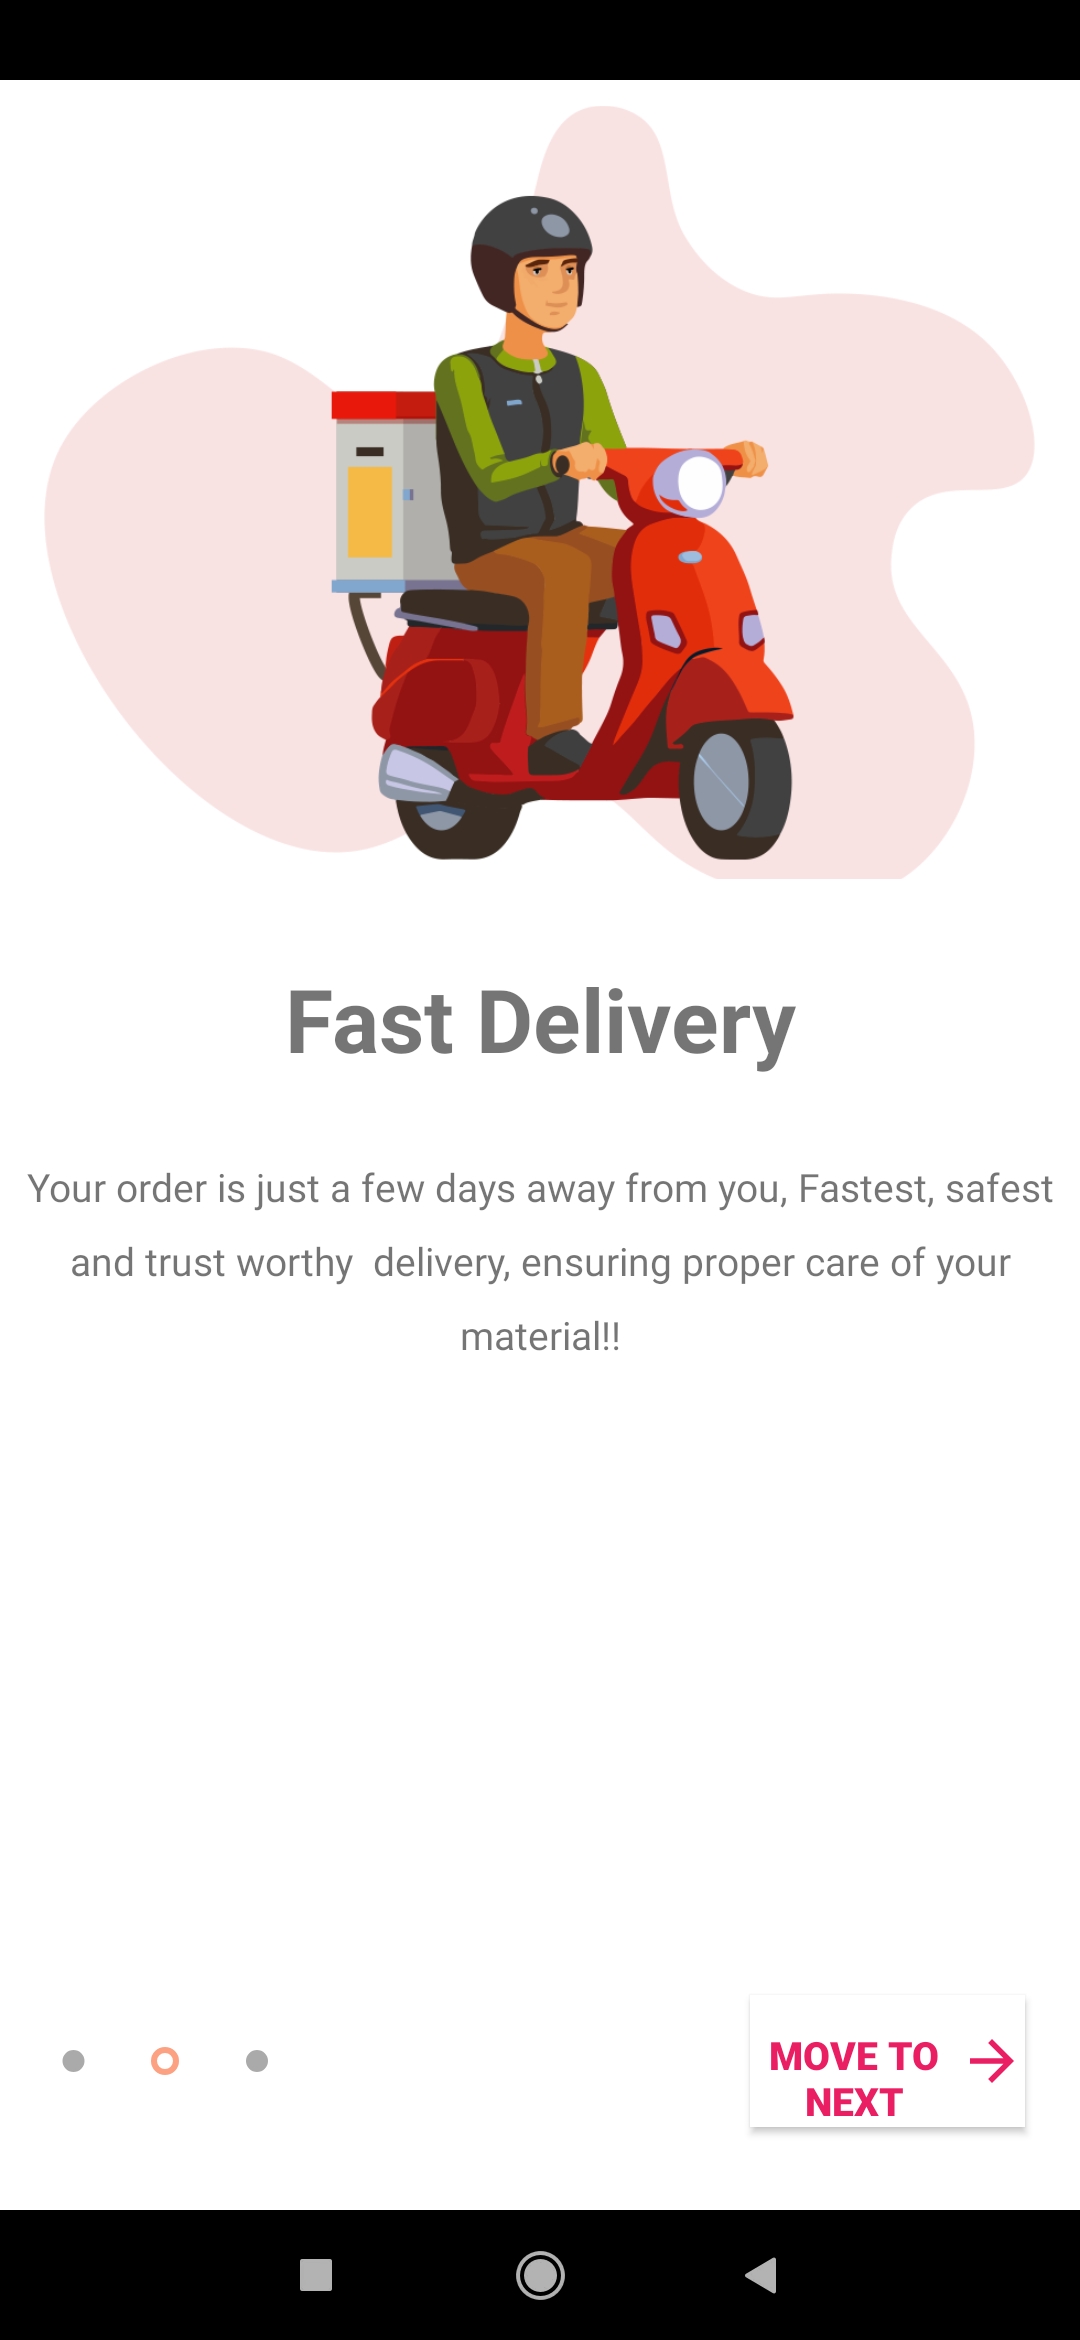 Fast Delivery
Your order is just a few days away from you, Fastest, safest
and trust worthy  delivery, ensuring proper care of your
material!!
MOVE TO
NEXT